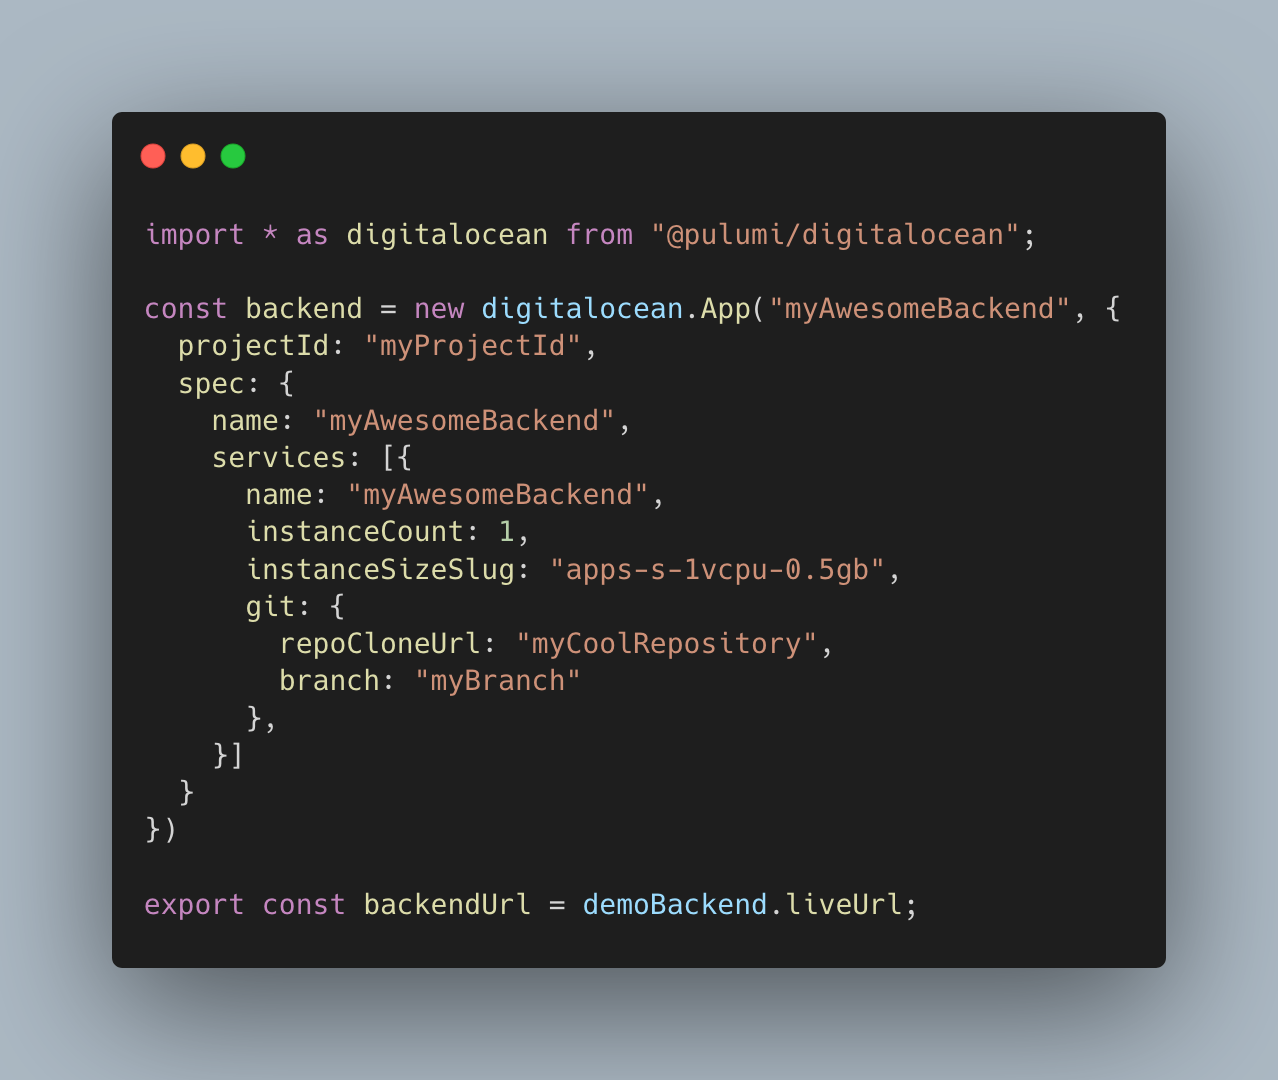 import * as digitalocean from "@pulumi/digitalocean";

const backend = new digitalocean.App("myAwesomeBackend", {
  projectId: "myProjectId",
  spec: {
    name: "myAwesomeBackend",
    services: [{
      name: "myAwesomeBackend",
      instanceCount: 1,
      instanceSizeSlug: "apps-s-1vcpu-0.5gb",
      git: {
        repoCloneUrl: "myCoolRepository",
        branch: "myBranch"
      },
    }]
  }
})

export const backendUrl = demoBackend.liveUrl;